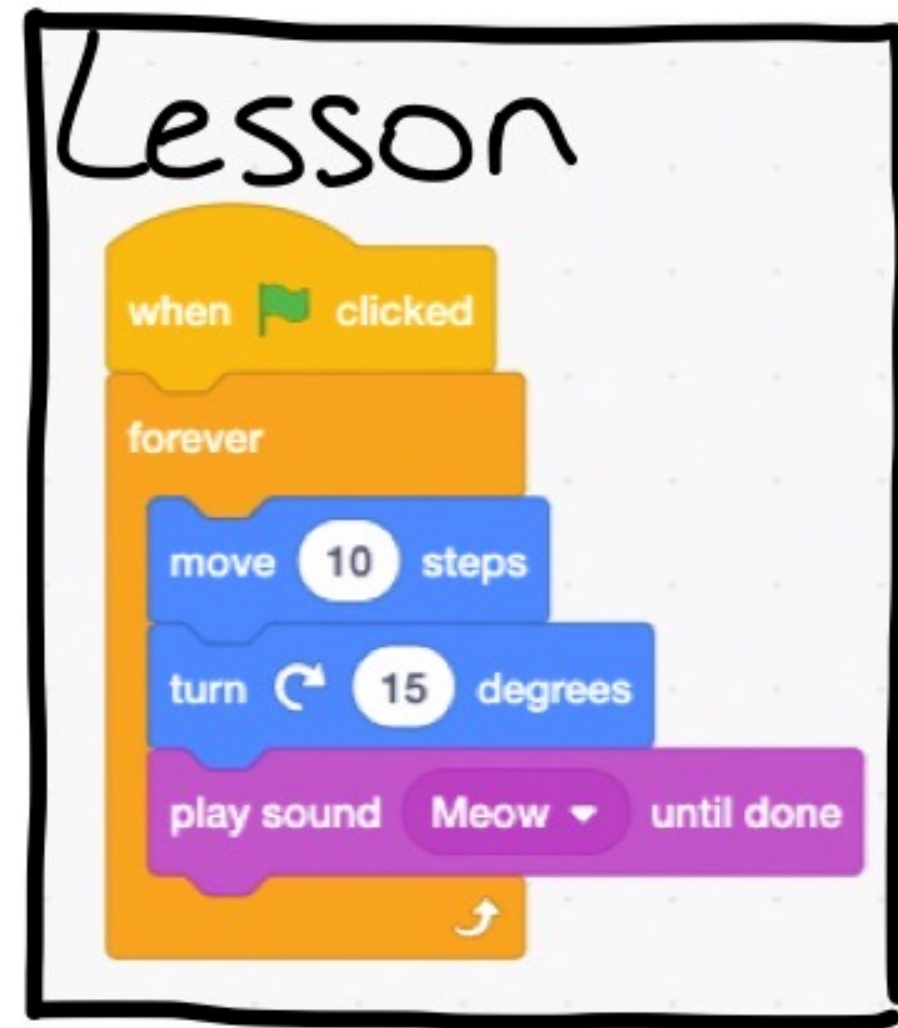 Lesson
when clicked
forever
move 10 steps
turn 15 degrees
play sound Meow until done